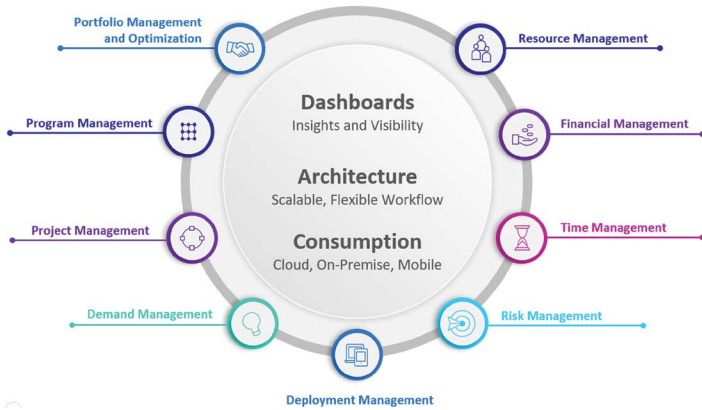 Portfolio Management
and Optimization
Resource Management
Dashboards
Insights and Visibility
Program Management
Financial Management
Architecture
Scalable, Flexible Workflow
Project Management
Time Management
Consumption
Cloud, On-Premise, Mobile
Demand Management
Risk Management
Deployment Management